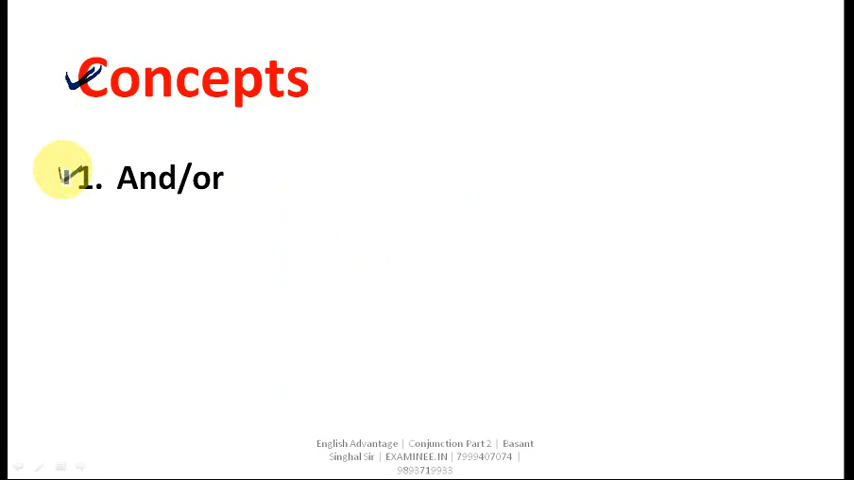 Concepts
1. And/or
English Advantage | Conjunction Part 2 | Basant
Singhal Sir | EXAMINEE.IN | 7999407074 |
9893719933